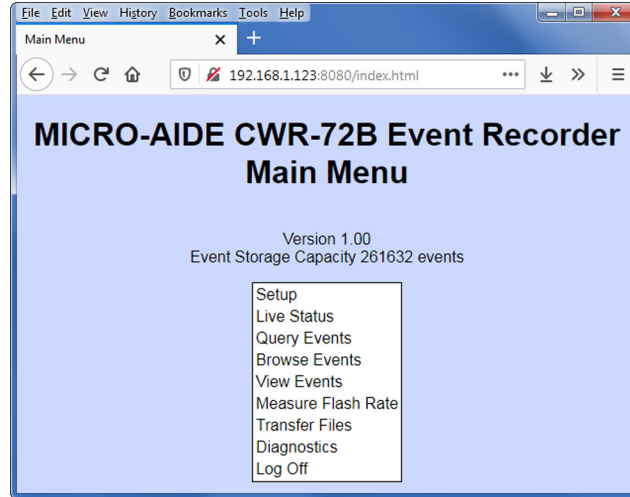 File Edit View History Bookmarks Tools Help
Main Menu
192.168.1.123:8080/index.html
MICRO-AIDE CWR-72B Event Recorder
Main Menu
Version 1.00
Event Storage Capacity 261632 events
Setup
Live Status
Query Events
Browse Events
View Events
Measure Flash Rate
Transfer Files
Diagnostics
Log Off